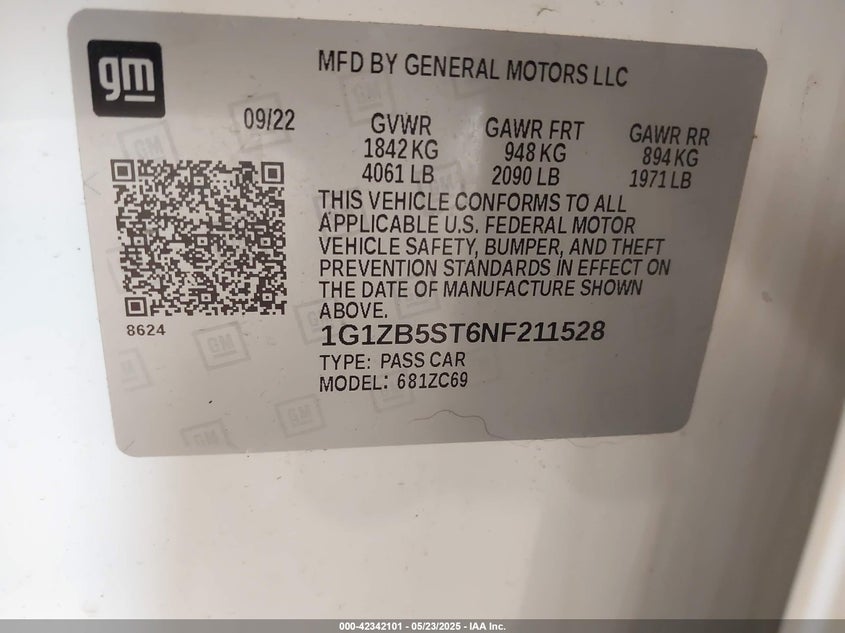 gm
MFD BY GENERAL MOTORS LLC
09/22
GVWR GAWR FRT GAWR RR
1842 KG 948 KG 894 KG
4061 LB 2090 LB 1971 LB
THIS VEHICLE CONFORMS TO ALL
APPLICABLE U.S. FEDERAL MOTOR
VEHICLE SAFETY, BUMPER, AND THEFT
PREVENTION STANDARDS IN EFFECT ON
THE DATE OF MANUFACTURE SHOWN
ABOVE.
8624
1G1ZB5ST6NF211528
TYPE: PASS CAR
MODEL: 681ZC69
GM
GM
000-42342101 - 05/23/2025 - IAA Inc.